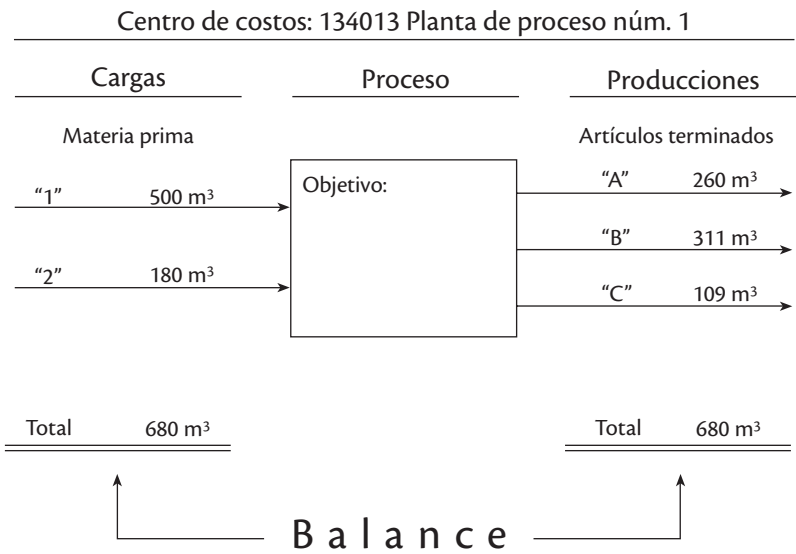 Centro de costos: 134013 Planta de proceso núm. 1
Cargas Proceso Producciones
Materia prima Artículos terminados
“1” 500 m³ Objetivo: “A” 260 m³
“B” 311 m³
“2” 180 m³
“C” 109 m³
Total 680 m³ Total 680 m³
Balance